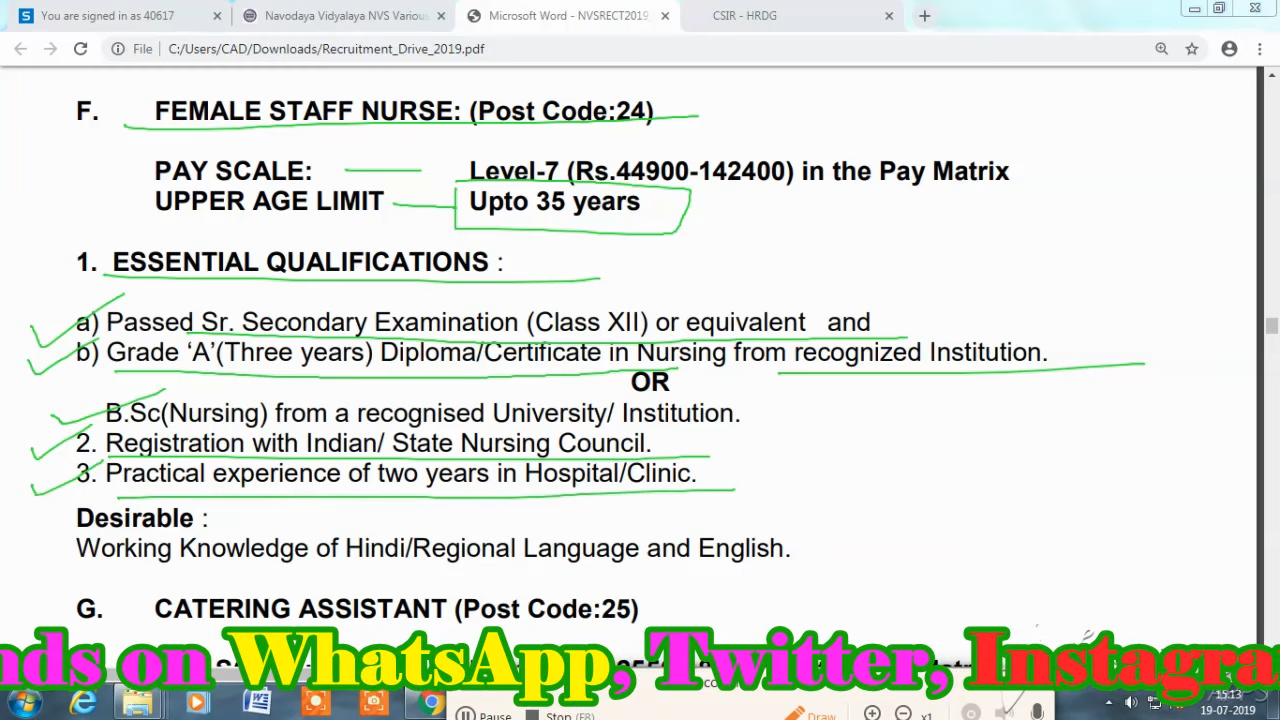 You are signed in as 40617
Navodaya Vidyalaya NVS Various
Microsoft Word - NVSRECT2019_
CSIR - HRDG
File C:/Users/CAD/Downloads/Recruitment_Drive_2019.pdf
F. FEMALE STAFF NURSE: (Post Code:24)
PAY SCALE: Level-7 (Rs.44900-142400) in the Pay Matrix
UPPER AGE LIMIT Upto 35 years
1. ESSENTIAL QUALIFICATIONS :
a) Passed Sr. Secondary Examination (Class XII) or equivalent and
b) Grade ‘A’(Three years) Diploma/Certificate in Nursing from recognized Institution.
OR
B.Sc(Nursing) from a recognised University/ Institution.
2. Registration with Indian/ State Nursing Council.
3. Practical experience of two years in Hospital/Clinic.
Desirable :
Working Knowledge of Hindi/Regional Language and English.
G. CATERING ASSISTANT (Post Code:25)
nds on WhatsApp, Twitter, Instagra
15:13
Pause Stop (F8) Draw x1
19-07-2019